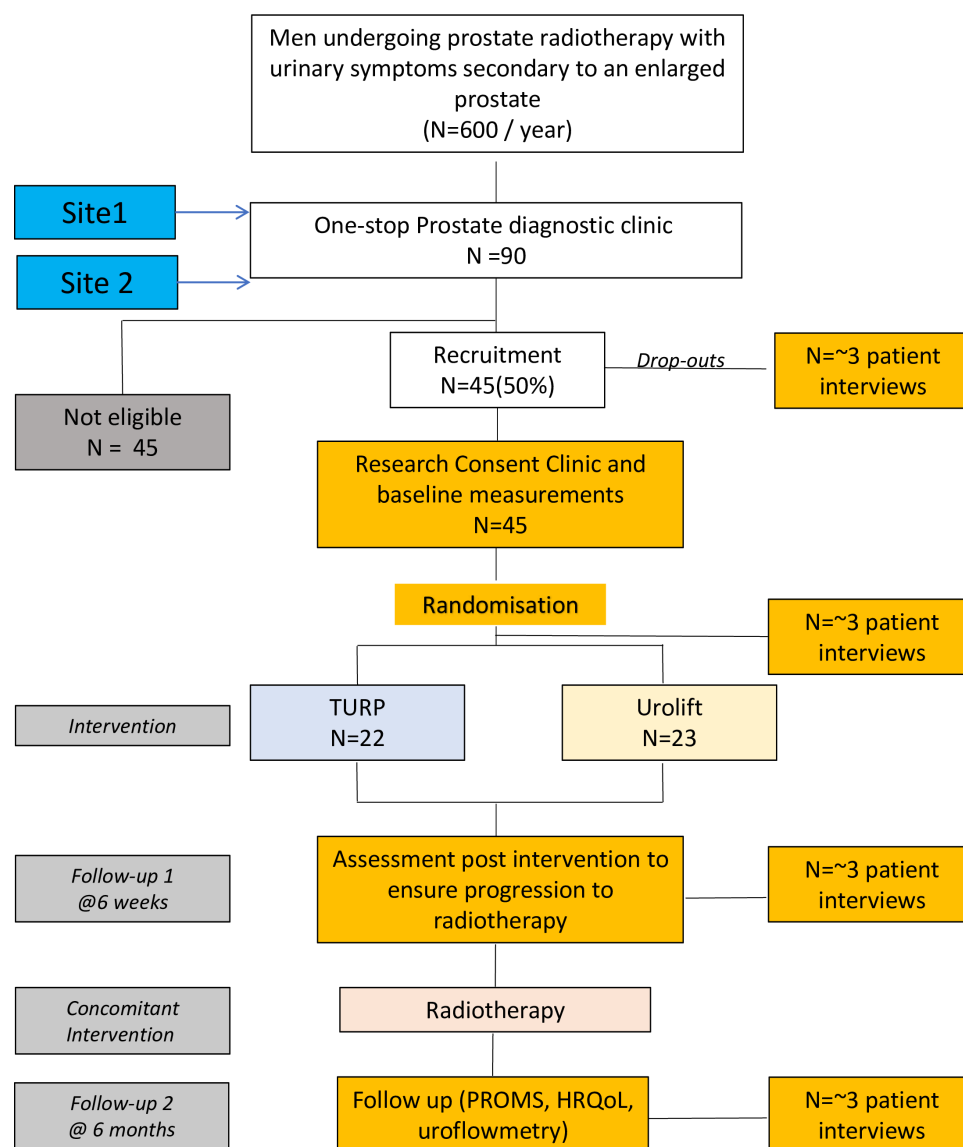 Men undergoing prostate radiotherapy with
urinary symptoms secondary to an enlarged
prostate
(N=600 / year)
Site1
One-stop Prostate diagnostic clinic
N =90
Site 2
Recruitment
N=45(50%)
Drop-outs
N=~3 patient
interviews
Not eligible
N =  45
Research Consent Clinic and
baseline measurements
N=45
Randomisation
N=~3 patient
interviews
Intervention
TURP
N=22
Urolift
N=23
Follow-up 1
@6 weeks
Assessment post intervention to
ensure progression to
radiotherapy
N=~3 patient
interviews
Concomitant
Intervention
Radiotherapy
Follow-up 2
@ 6 months
Follow up (PROMS, HRQoL,
uroflowmetry)
N=~3 patient
interviews